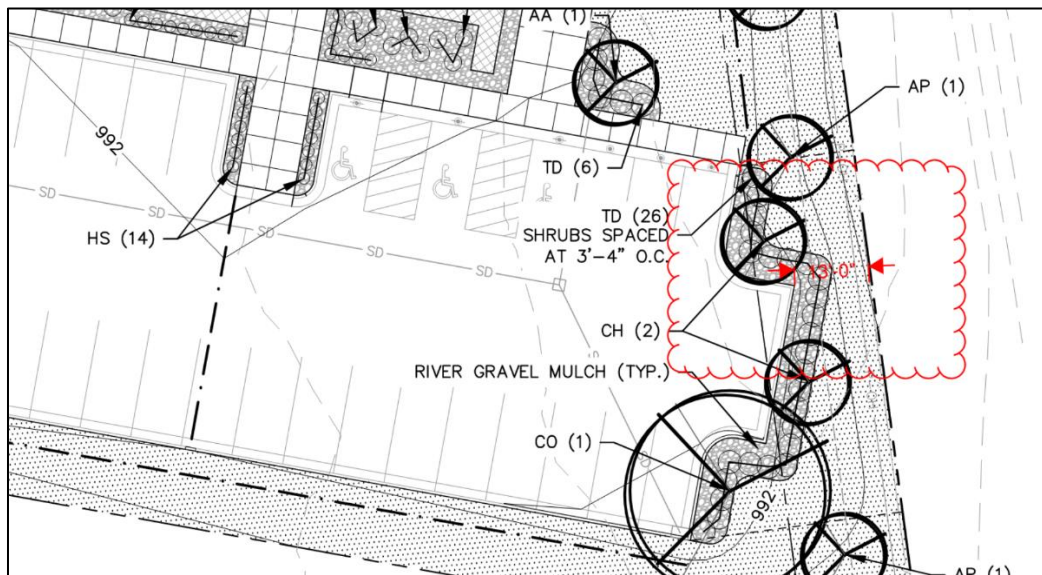 AA (1)
AP (1)
992
TD (6)
SD
SD
TD (26)
SHRUBS SPACED
AT 3'-4" O.C.
HS (14)
SD
SD
13'-0"
CH (2)
RIVER GRAVEL MULCH (TYP.)
CO (1)
992
AP (1)